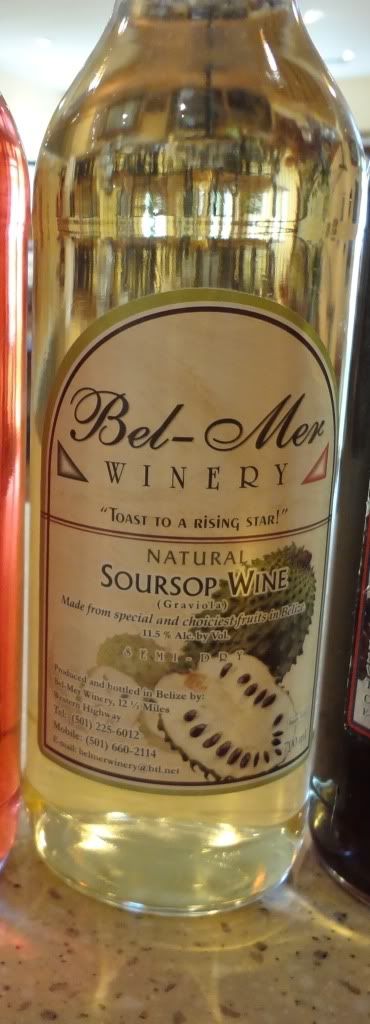 Bel-Mer
WINERY
"TOAST TO A RISING STAR!"
NATURAL
SOURSOP WINE
(Graviola)
Made from special and choiciest fruits in Belize
11.5 % Alc. by Vol.
SEMI-DRY
Produced and bottled in Belize by:
Bel-Mer Winery, 12 ½ Miles
Western Highway
Tel: (501) 225-6012
Mobile: (501) 660-2114
E-mail: belmerwinery@btl.net